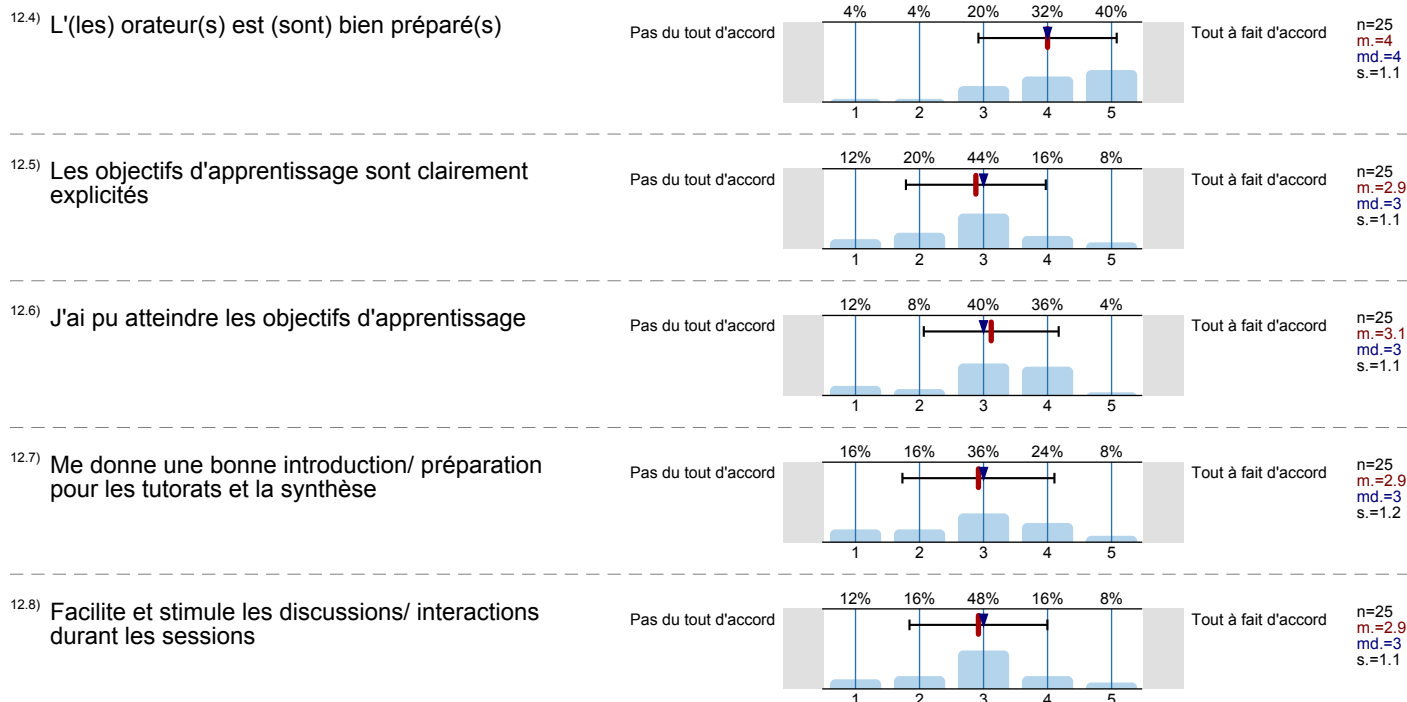 12.4) L'(les) orateur(s) est (sont) bien préparé(s)
Pas du tout d'accord
4% 4% 20% 32% 40%
1 2 3 4 5
Tout à fait d'accord
n=25
m.=4
md.=4
s.=1.1
12.5) Les objectifs d'apprentissage sont clairement
explicités
Pas du tout d'accord
12% 20% 44% 16% 8%
1 2 3 4 5
Tout à fait d'accord
n=25
m.=2.9
md.=3
s.=1.1
12.6) J'ai pu atteindre les objectifs d'apprentissage
Pas du tout d'accord
12% 8% 40% 36% 4%
1 2 3 4 5
Tout à fait d'accord
n=25
m.=3.1
md.=3
s.=1.1
12.7) Me donne une bonne introduction/ préparation
pour les tutorats et la synthèse
Pas du tout d'accord
16% 16% 36% 24% 8%
1 2 3 4 5
Tout à fait d'accord
n=25
m.=2.9
md.=3
s.=1.2
12.8) Facilite et stimule les discussions/ interactions
durant les sessions
Pas du tout d'accord
12% 16% 48% 16% 8%
1 2 3 4 5
Tout à fait d'accord
n=25
m.=2.9
md.=3
s.=1.1